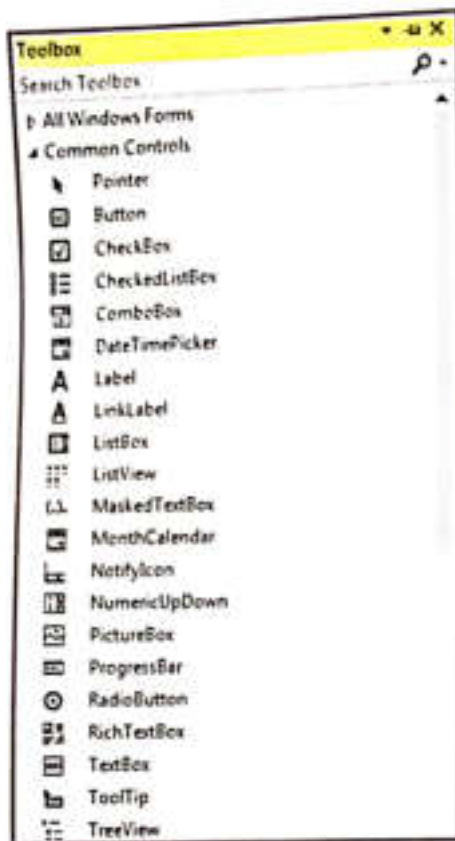 Toolbox
Search Toolbox
All Windows Forms
Common Controls
Pointer
Button
CheckBox
CheckedListBox
ComboBox
DateTimePicker
Label
LinkLabel
ListBox
ListView
MaskedTextBox
MonthCalendar
NotifyIcon
NumericUpDown
PictureBox
ProgressBar
RadioButton
RichTextBox
TextBox
ToolTip
TreeView